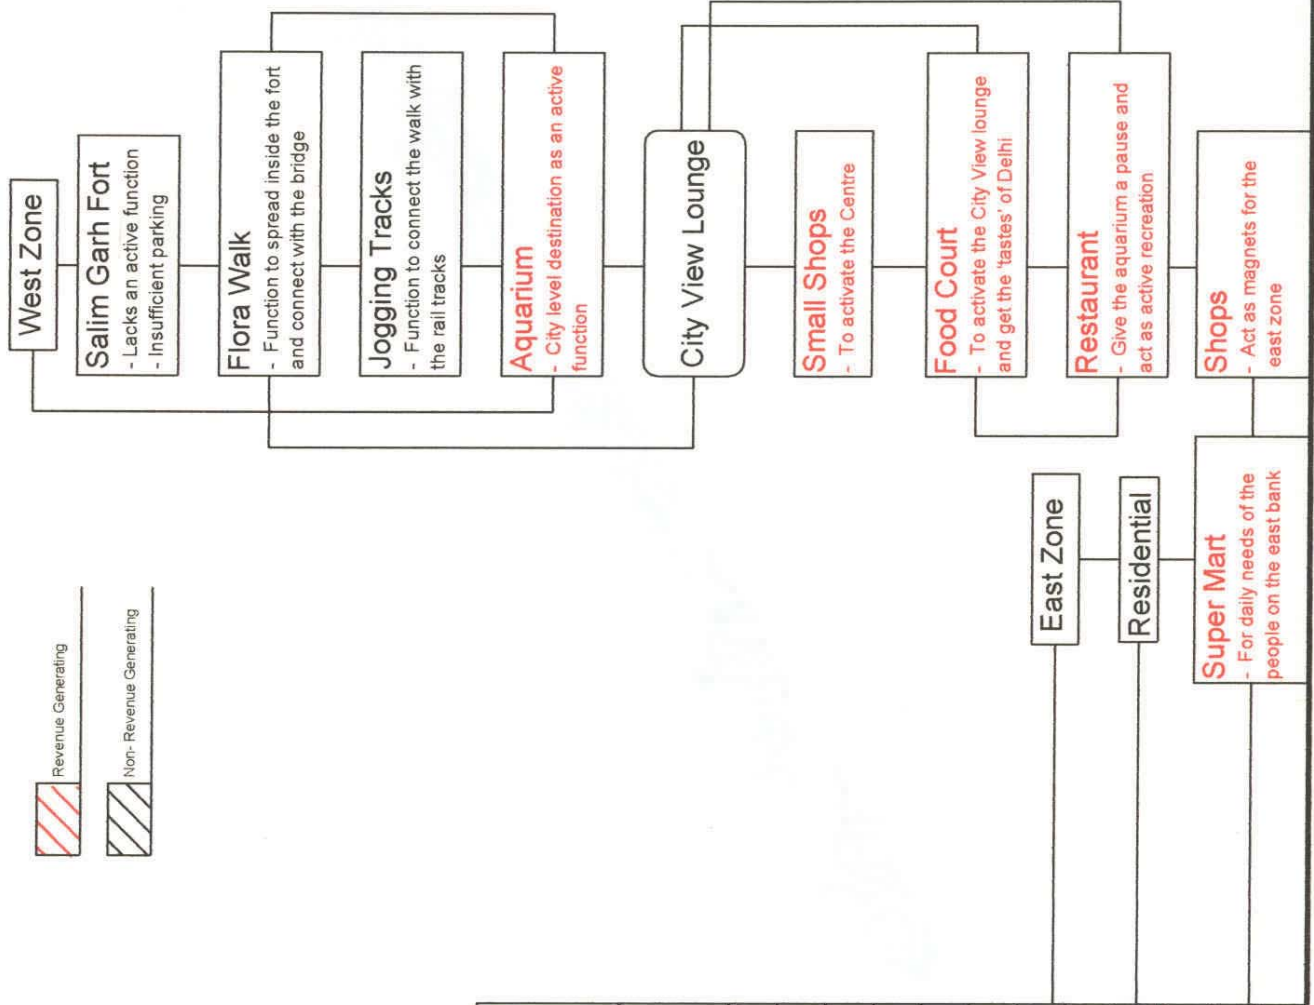 West Zone
Salim Garh Fort
- Lacks an active function
- Insufficient parking
Flora Walk
- Function to spread inside the fort
and connect with the bridge
Jogging Tracks
- Function to connect the walk with
the rail tracks
Aquarium
- City level destination as an active
function
City View Lounge
Small Shops
- To activate the Centre
Food Court
- To activate the City View lounge
and get the 'tastes' of Delhi
Restaurant
- Give the aquarium a pause and
act as active recreation
Shops
- Act as magnets for the
east zone
East Zone
Residential
Super Mart
- For daily needs of the
people on the east bank
Revenue Generating
Non- Revenue Generating